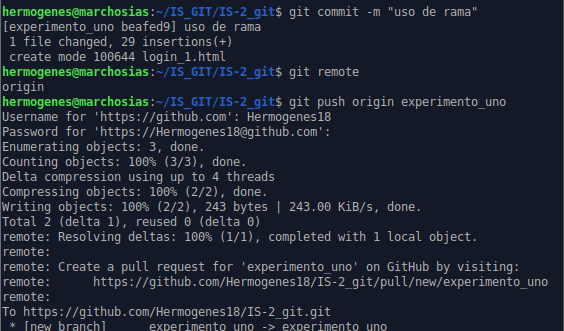 hermogenes@marchosias:~/IS_GIT/IS-2_git$ git commit -m "uso de rama"
[experimento_uno beafed9] uso de rama
 1 file changed, 29 insertions(+)
 create mode 100644 login_1.html
hermogenes@marchosias:~/IS_GIT/IS-2_git$ git remote
origin
hermogenes@marchosias:~/IS_GIT/IS-2_git$ git push origin experimento_uno
Username for 'https://github.com': Hermogenes18
Password for 'https://Hermogenes18@github.com':
Enumerating objects: 3, done.
Counting objects: 100% (3/3), done.
Delta compression using up to 4 threads
Compressing objects: 100% (2/2), done.
Writing objects: 100% (2/2), 243 bytes | 243.00 KiB/s, done.
Total 2 (delta 1), reused 0 (delta 0)
remote: Resolving deltas: 100% (1/1), completed with 1 local object.
remote:
remote: Create a pull request for 'experimento_uno' on GitHub by visiting:
remote:      https://github.com/Hermogenes18/IS-2_git/pull/new/experimento_uno
remote:
To https://github.com/Hermogenes18/IS-2_git.git
 * [new branch]      experimento_uno -> experimento_uno